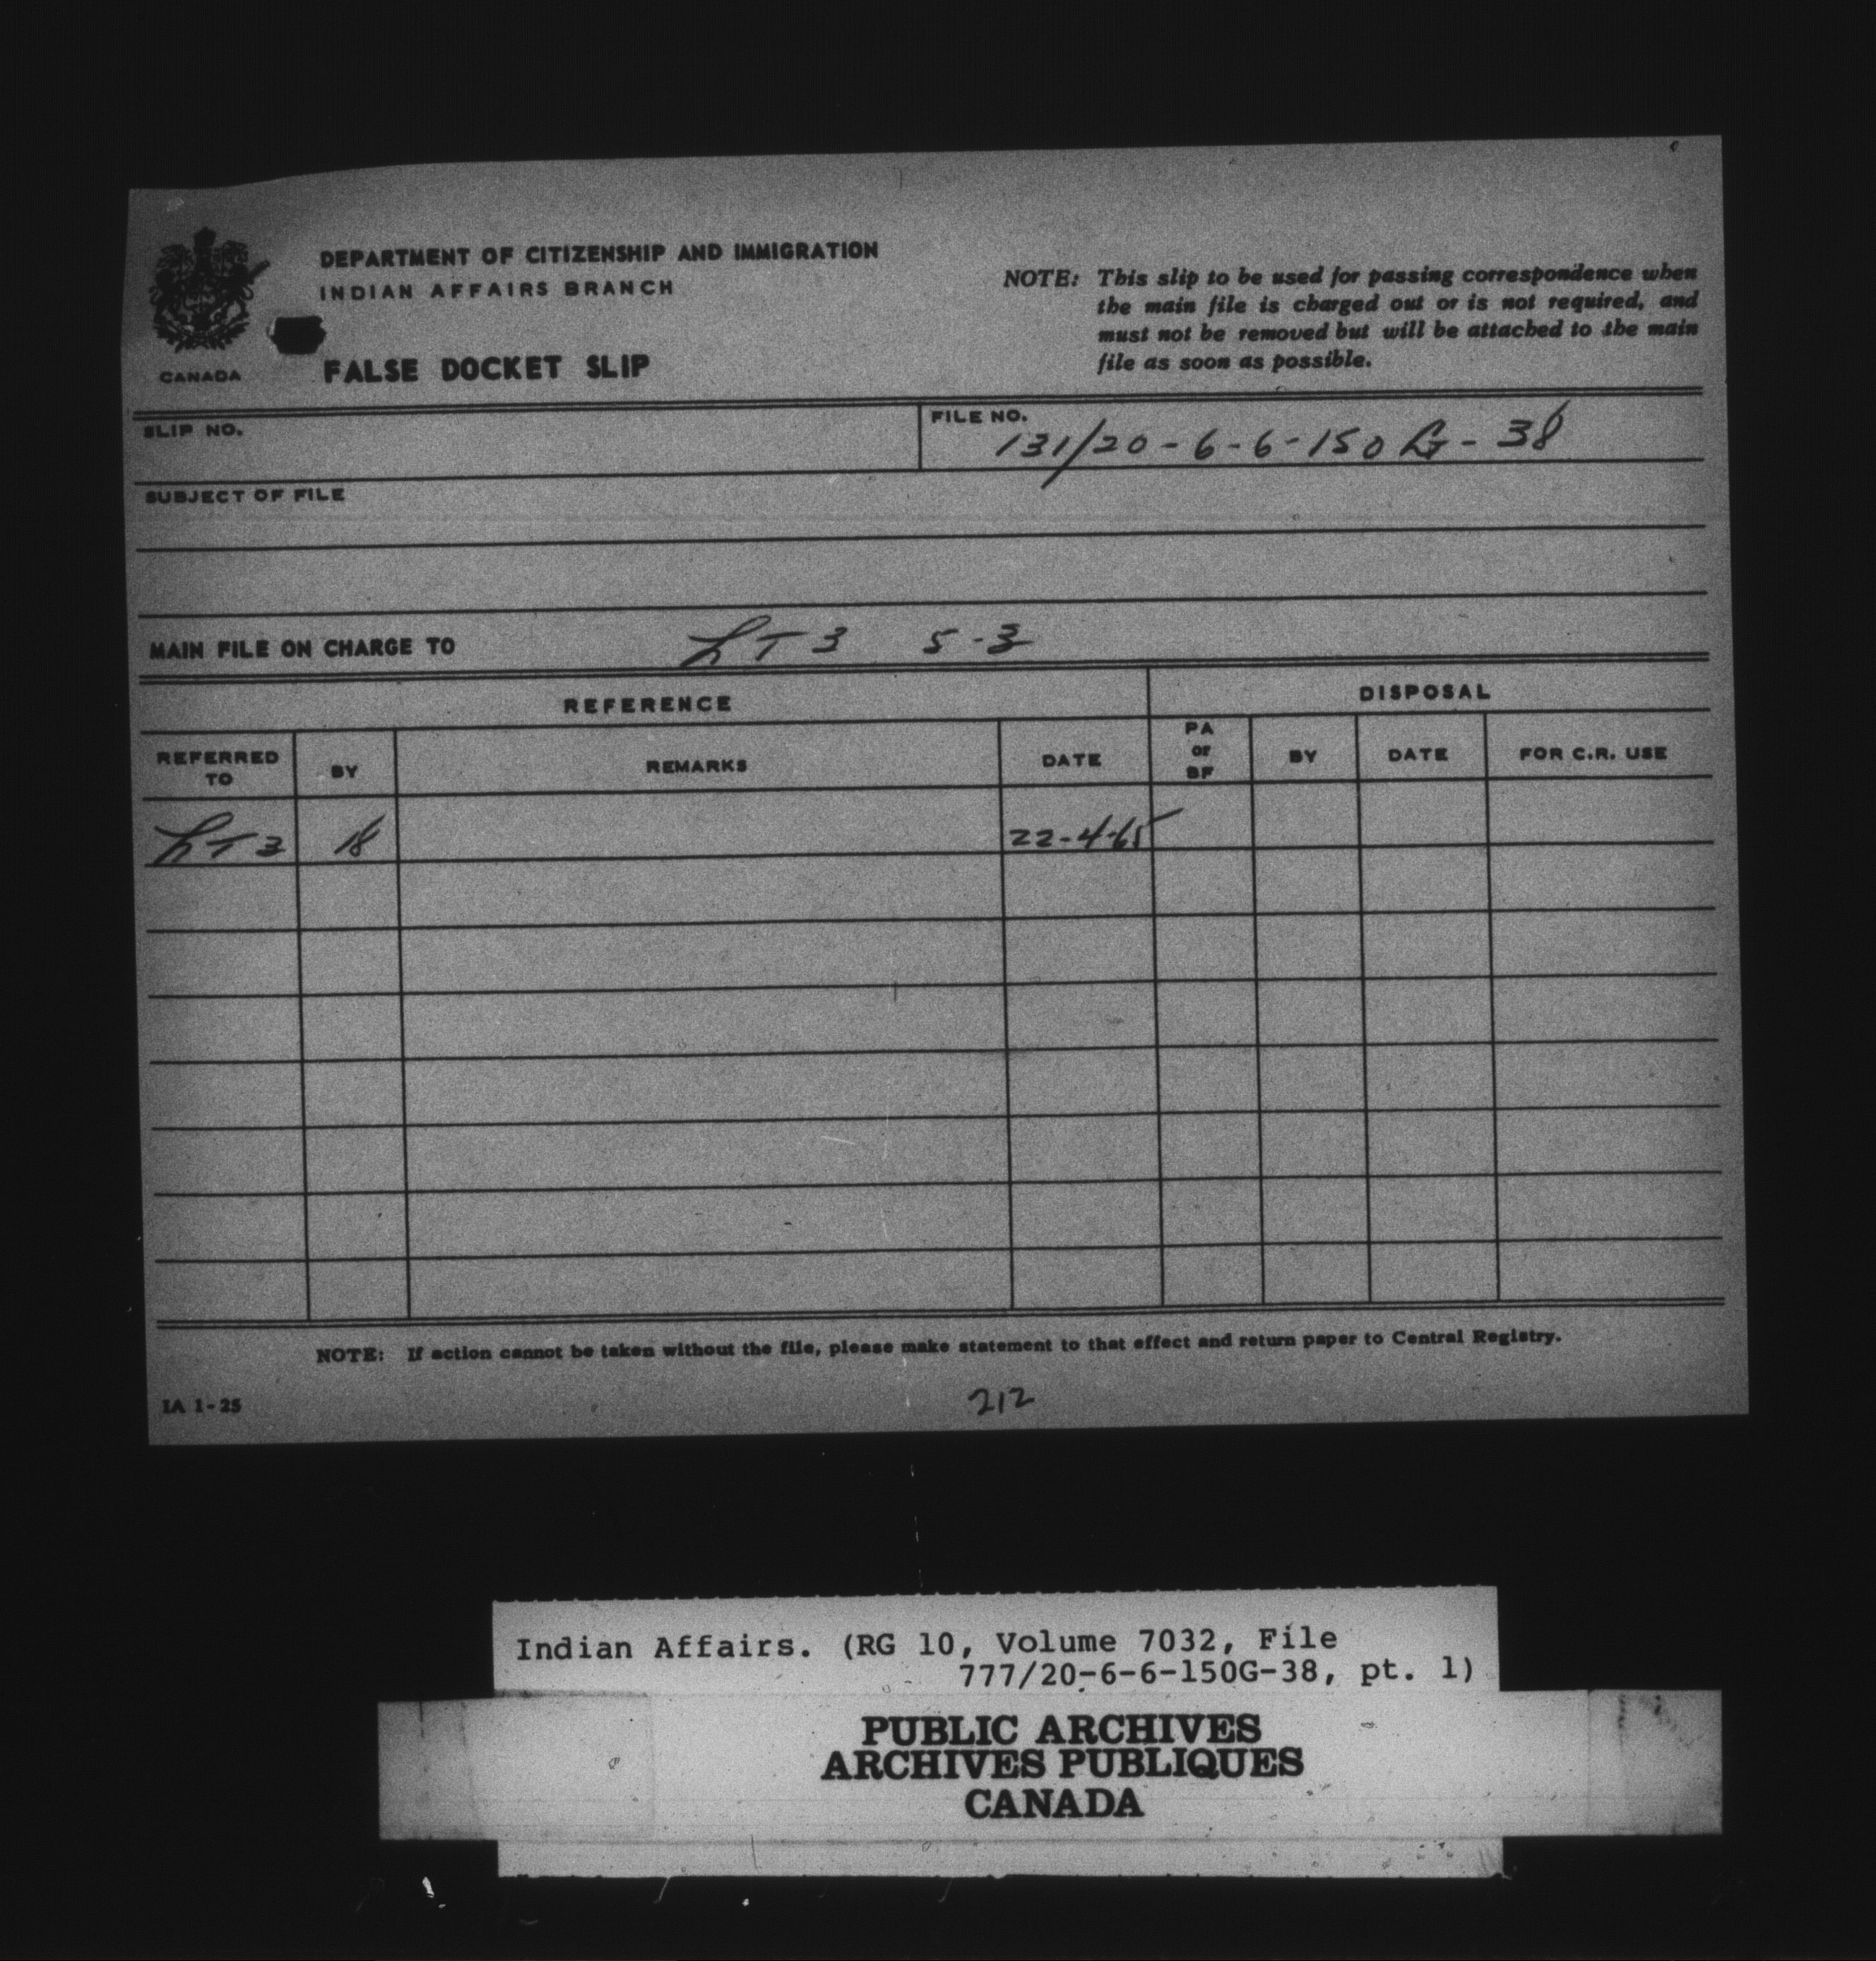 DEPARTMENT OF CITIZENSHIP AND IMMIGRATION
INDIAN AFFAIRS BRANCH
FALSE DOCKET SLIP
CANADA
NOTE: This slip to be used for passing correspondence when
the main file is charged out or is not required, and
must not be removed but will be attached to the main
file as soon as possible.
SLIP NO.
FILE NO.
131/20-6-6-150 G-38
SUBJECT OF FILE
MAIN FILE ON CHARGE TO LT 3 5-3
REFERENCE
DISPOSAL
REFERRED
TO
BY
REMARKS
DATE
PA
or
BF
BY
DATE
FOR C.R. USE
LT 3 22-4-65
NOTE: If action cannot be taken without the file, please make statement to that effect and return paper to Central Registry.
IA 1-25
212
Indian Affairs. (RG 10, Volume 7032, File
777/20-6-6-150G-38, pt. 1)
PUBLIC ARCHIVES
ARCHIVES PUBLIQUES
CANADA